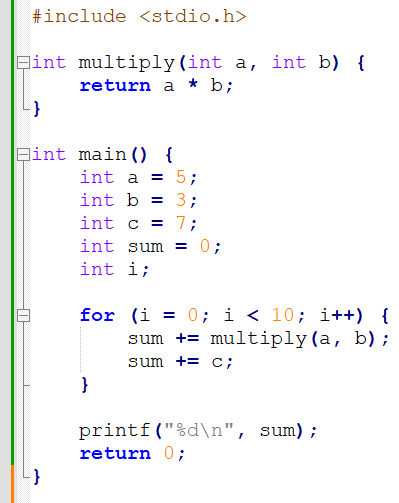 #include <stdio.h>

int multiply(int a, int b) {
    return a * b;
}

int main() {
    int a = 5;
    int b = 3;
    int c = 7;
    int sum = 0;
    int i;

    for (i = 0; i < 10; i++) {
        sum += multiply(a, b);
        sum += c;
    }

    printf("%d\n", sum);
    return 0;
}